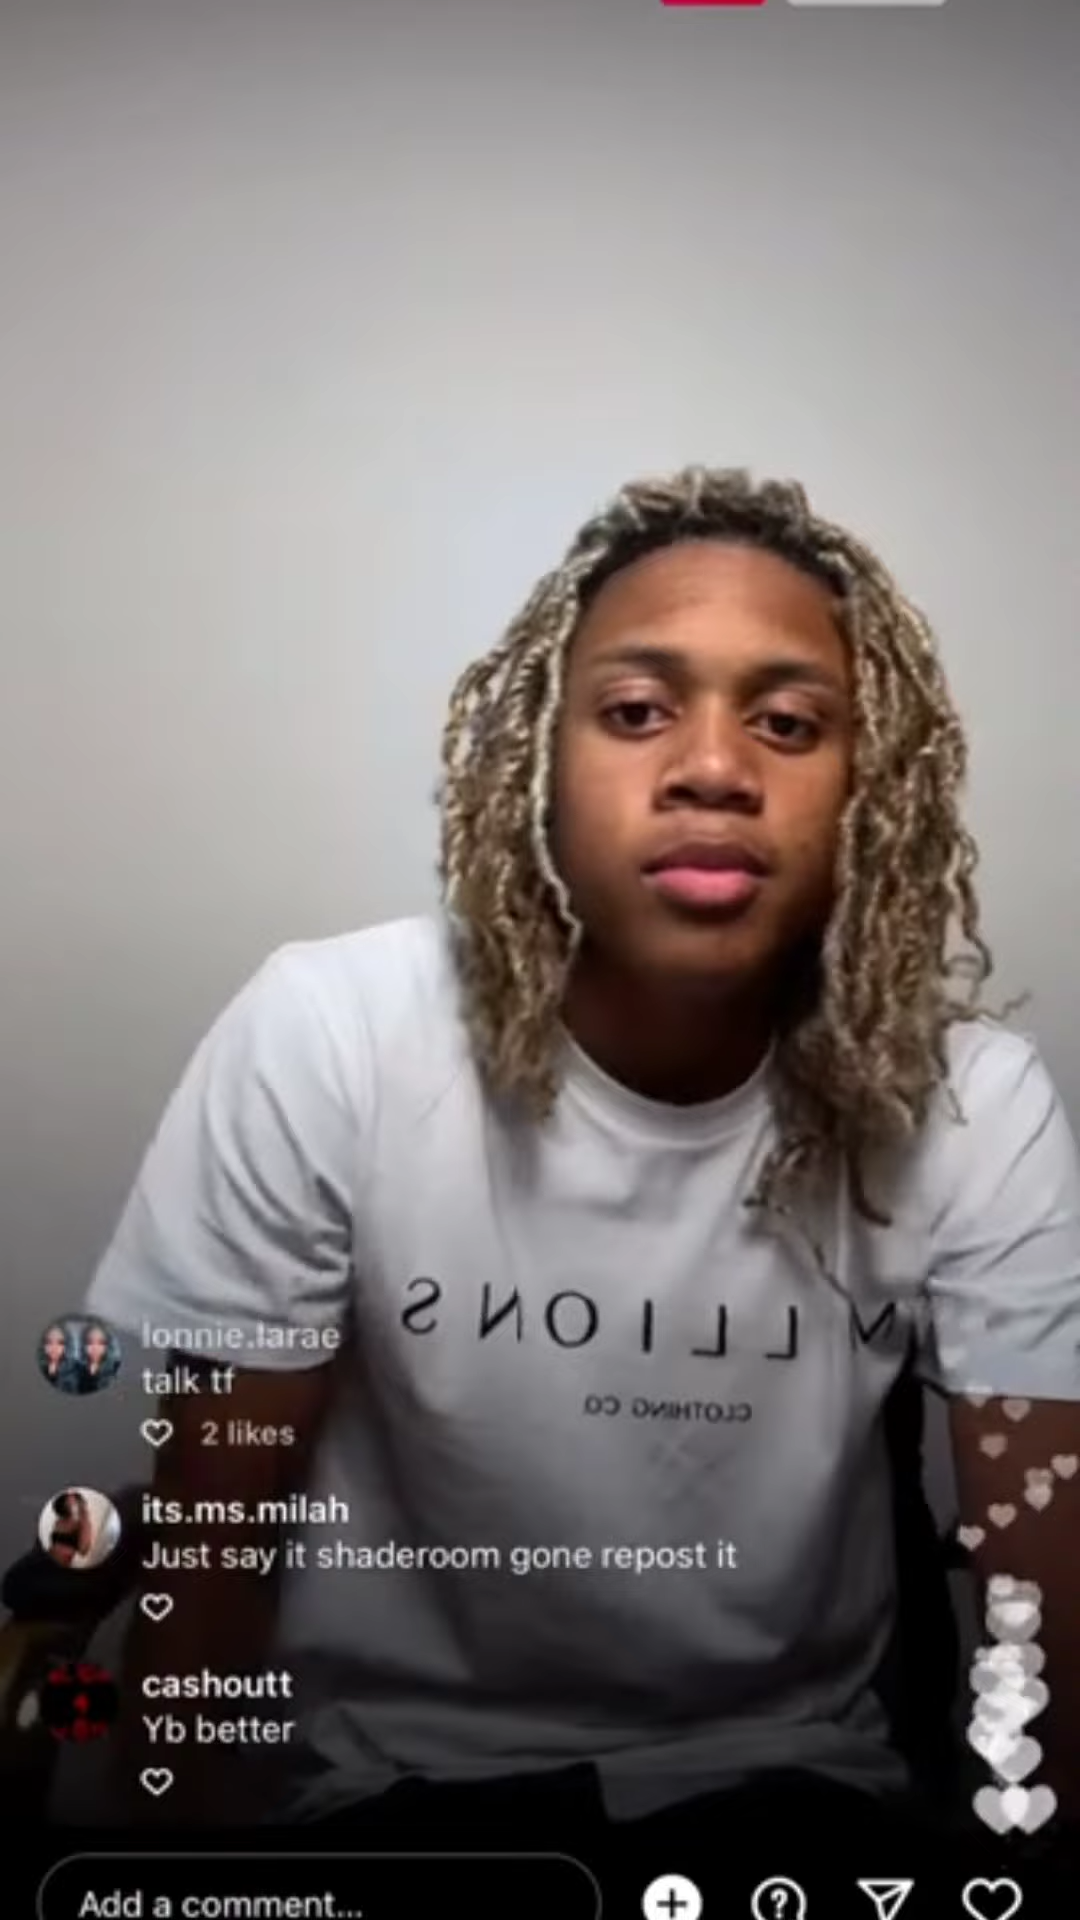 MILLIONS
CLOTHING CO
lonnie.larae
talk tf
2 likes
its.ms.milah
Just say it shaderoom gone repost it
cashoutt
Yb better
Add a comment...